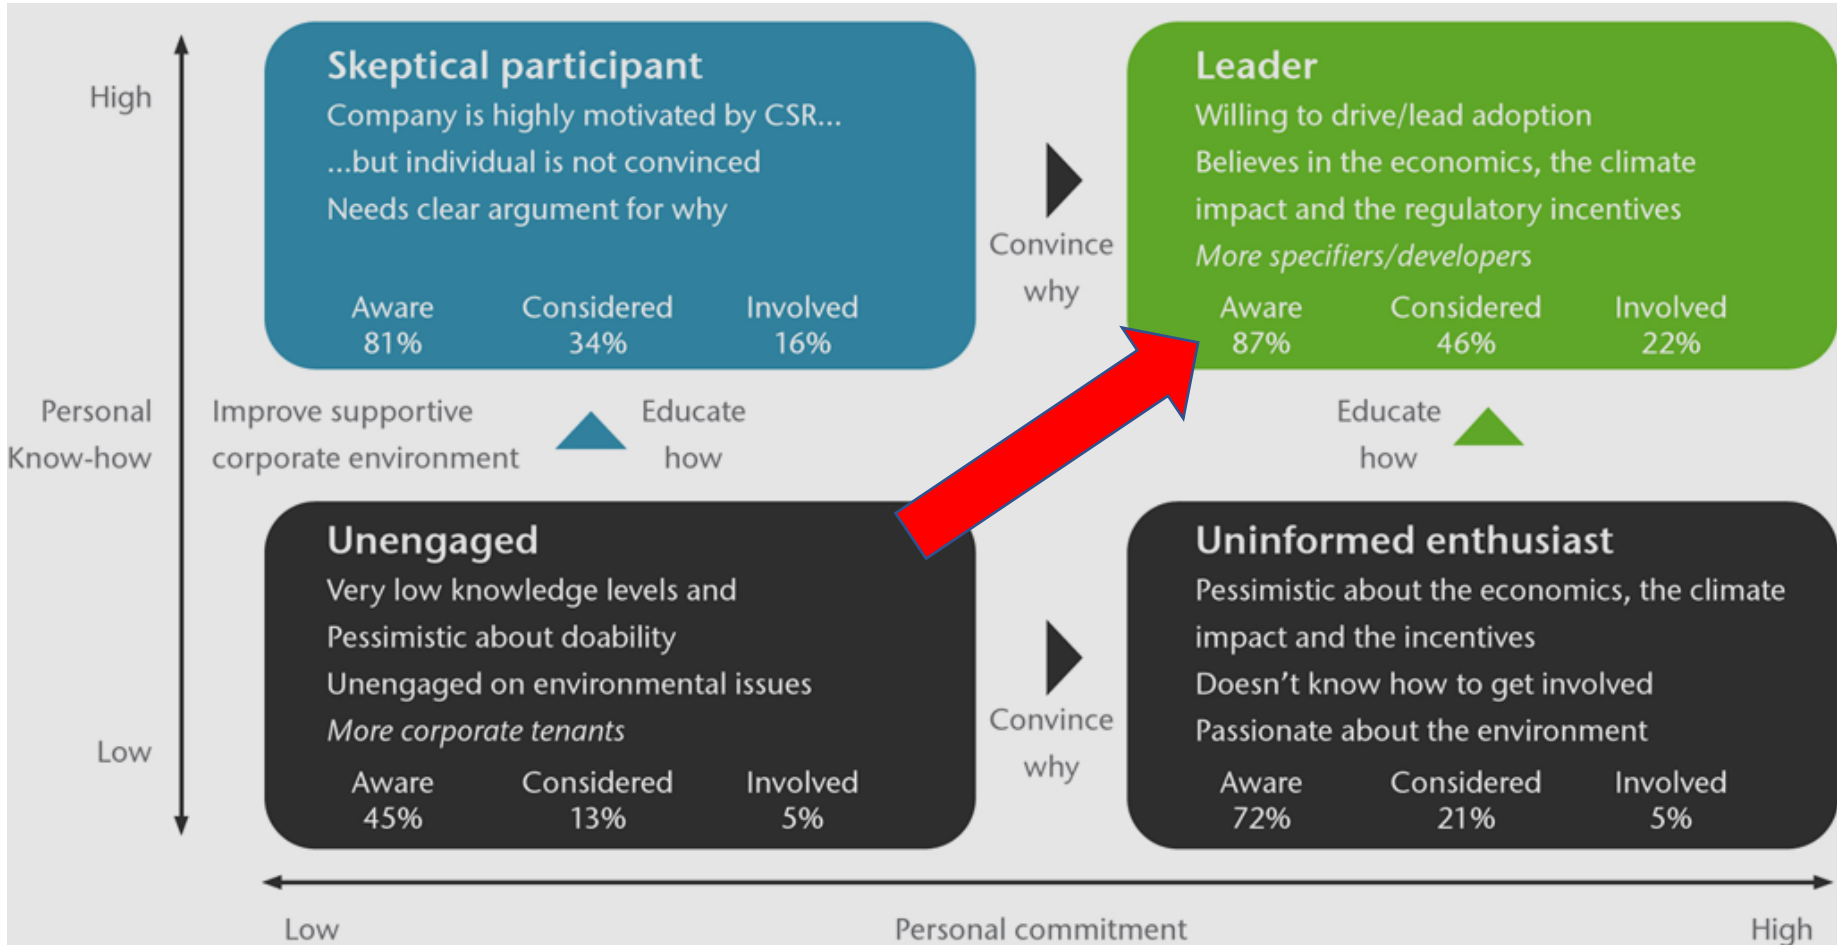 High
Skeptical participant
Company is highly motivated by CSR...
...but individual is not convinced
Needs clear argument for why
Aware Considered Involved
81% 34% 16%
Convince
why
Leader
Willing to drive/lead adoption
Believes in the economics, the climate
impact and the regulatory incentives
More specifiers/developers
Aware Considered Involved
87% 46% 22%
Personal
Know-how
Improve supportive
corporate environment
Educate
how
Educate
how
Low
Unengaged
Very low knowledge levels and
Pessimistic about doability
Unengaged on environmental issues
More corporate tenants
Aware Considered Involved
45% 13% 5%
Convince
why
Uninformed enthusiast
Pessimistic about the economics, the climate
impact and the incentives
Doesn’t know how to get involved
Passionate about the environment
Aware Considered Involved
72% 21% 5%
Low Personal commitment High